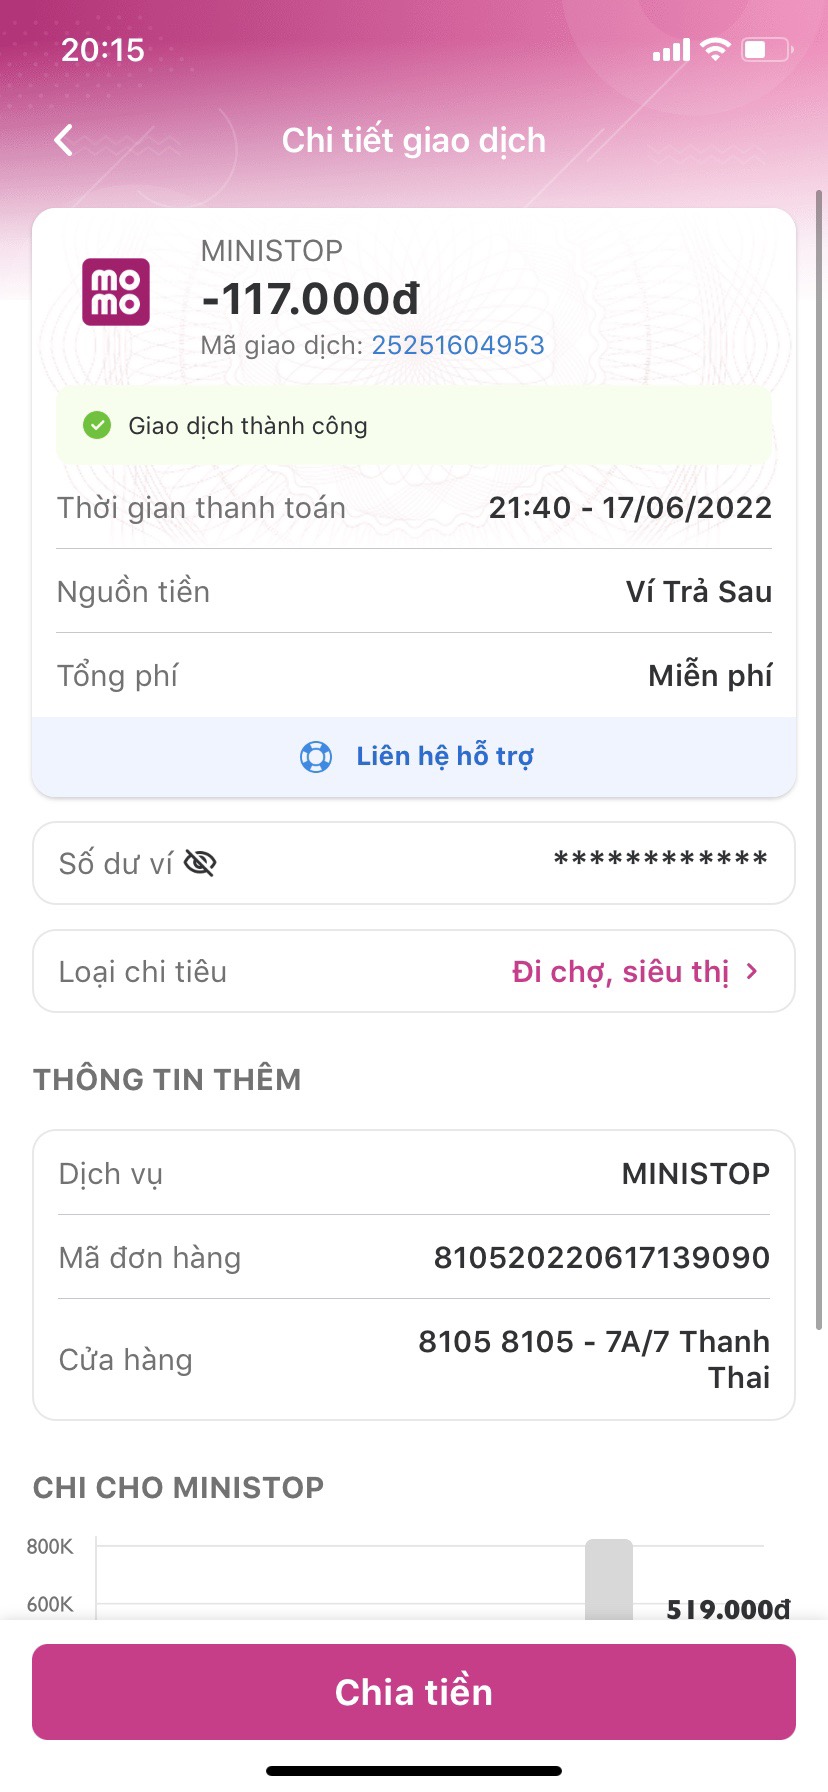 20:15
Chi tiết giao dịch
MINISTOP
mo
mo
-117.000đ
Mã giao dịch: 25251604953
Giao dịch thành công
Thời gian thanh toán 21:40 - 17/06/2022
Nguồn tiền Ví Trả Sau
Tổng phí Miễn phí
Liên hệ hỗ trợ
Số dư ví ************
Loại chi tiêu Đi chợ, siêu thị >
THÔNG TIN THÊM
Dịch vụ MINISTOP
Mã đơn hàng 810520220617139090
Cửa hàng 8105 8105 - 7A/7 Thanh
Thai
CHI CHO MINISTOP
800K
600K 519.000đ
Chia tiền